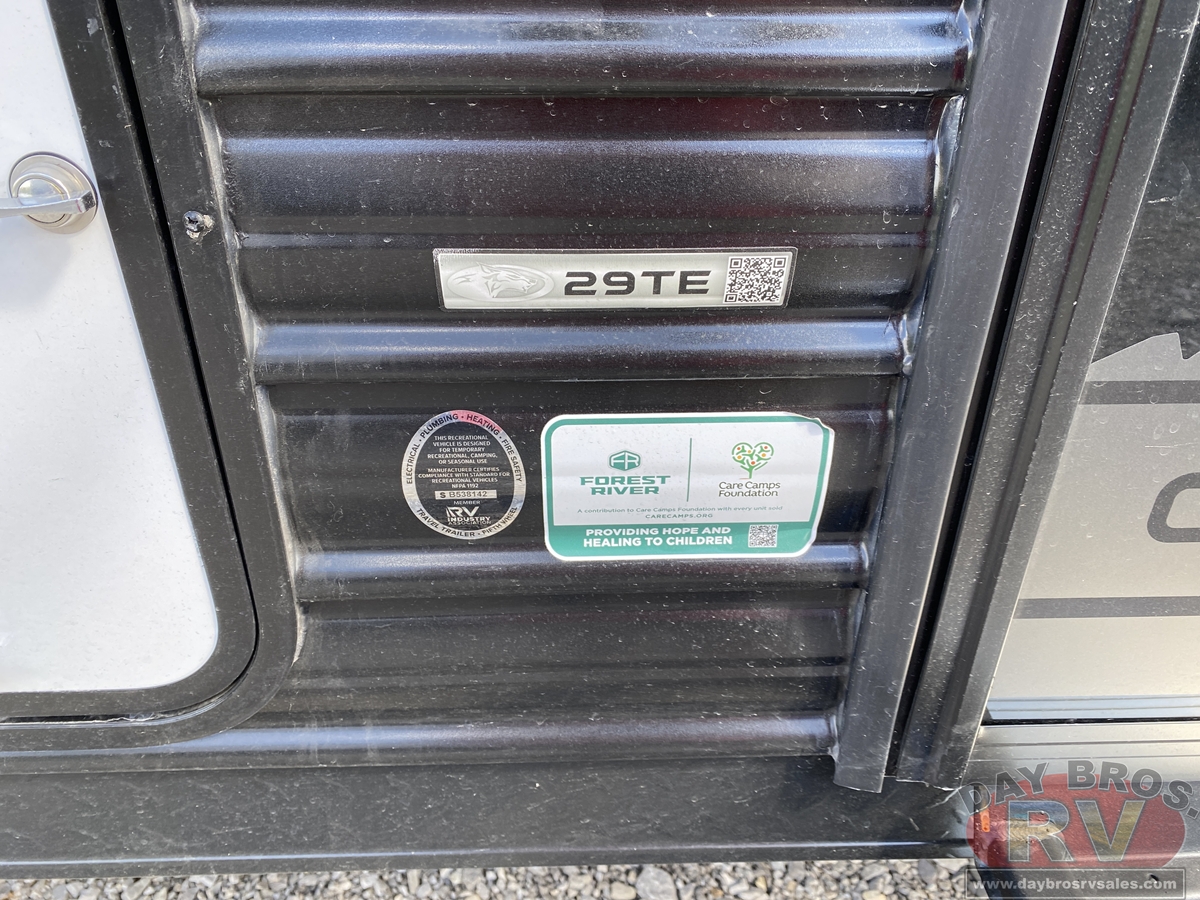 29TE
ELECTRICAL · PLUMBING · HEATING · FIRE SAFETY
THIS RECREATIONAL
VEHICLE IS DESIGNED
FOR TEMPORARY
RECREATIONAL, CAMPING,
OR SEASONAL USE
MANUFACTURER CERTIFIES
COMPLIANCE WITH STANDARD FOR
RECREATIONAL VEHICLES
NFPA 1192
S B538142
MEMBER
RV
INDUSTRY
ASSOCIATION
TRAVEL TRAILER · FIFTH WHEEL
FOREST
RIVER
Care Camps
Foundation
A contribution to Care Camps Foundation with every unit sold
CARECAMPS.ORG
PROVIDING HOPE AND
HEALING TO CHILDREN
DAY BROS.
RV
www.daybrosrvsales.com